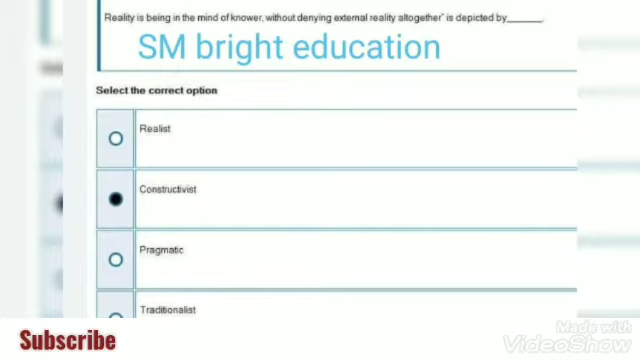 Reality is being in the mind of knower, without denying external reality altogether" is depicted by______.
SM bright education
Select the correct option
Realist
Constructivist
Pragmatic
Traditionalist
Subscribe
Made with
VideoShow